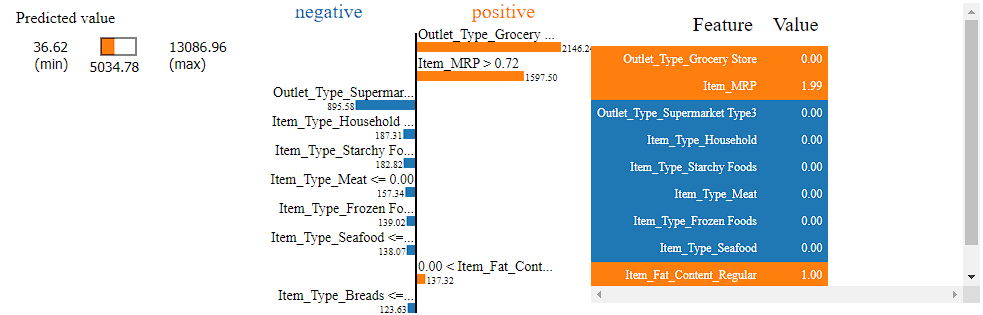 Predicted value
36.62
(min)
5034.78
13086.96
(max)
negative positive
Outlet_Type_Grocery ...
2146.24
Item_MRP > 0.72
1597.50
Outlet_Type_Supermar...
895.58
Item_Type_Household ...
187.31
Item_Type_Starchy Fo...
182.82
Item_Type_Meat <= 0.00
157.34
Item_Type_Frozen Fo...
139.02
Item_Type_Seafood <=...
138.07
0.00 < Item_Fat_Cont...
137.32
Item_Type_Breads <=...
123.63
Feature Value
Outlet_Type_Grocery Store 0.00
Item_MRP 1.99
Outlet_Type_Supermarket Type3 0.00
Item_Type_Household 0.00
Item_Type_Starchy Foods 0.00
Item_Type_Meat 0.00
Item_Type_Frozen Foods 0.00
Item_Type_Seafood 0.00
Item_Fat_Content_Regular 1.00